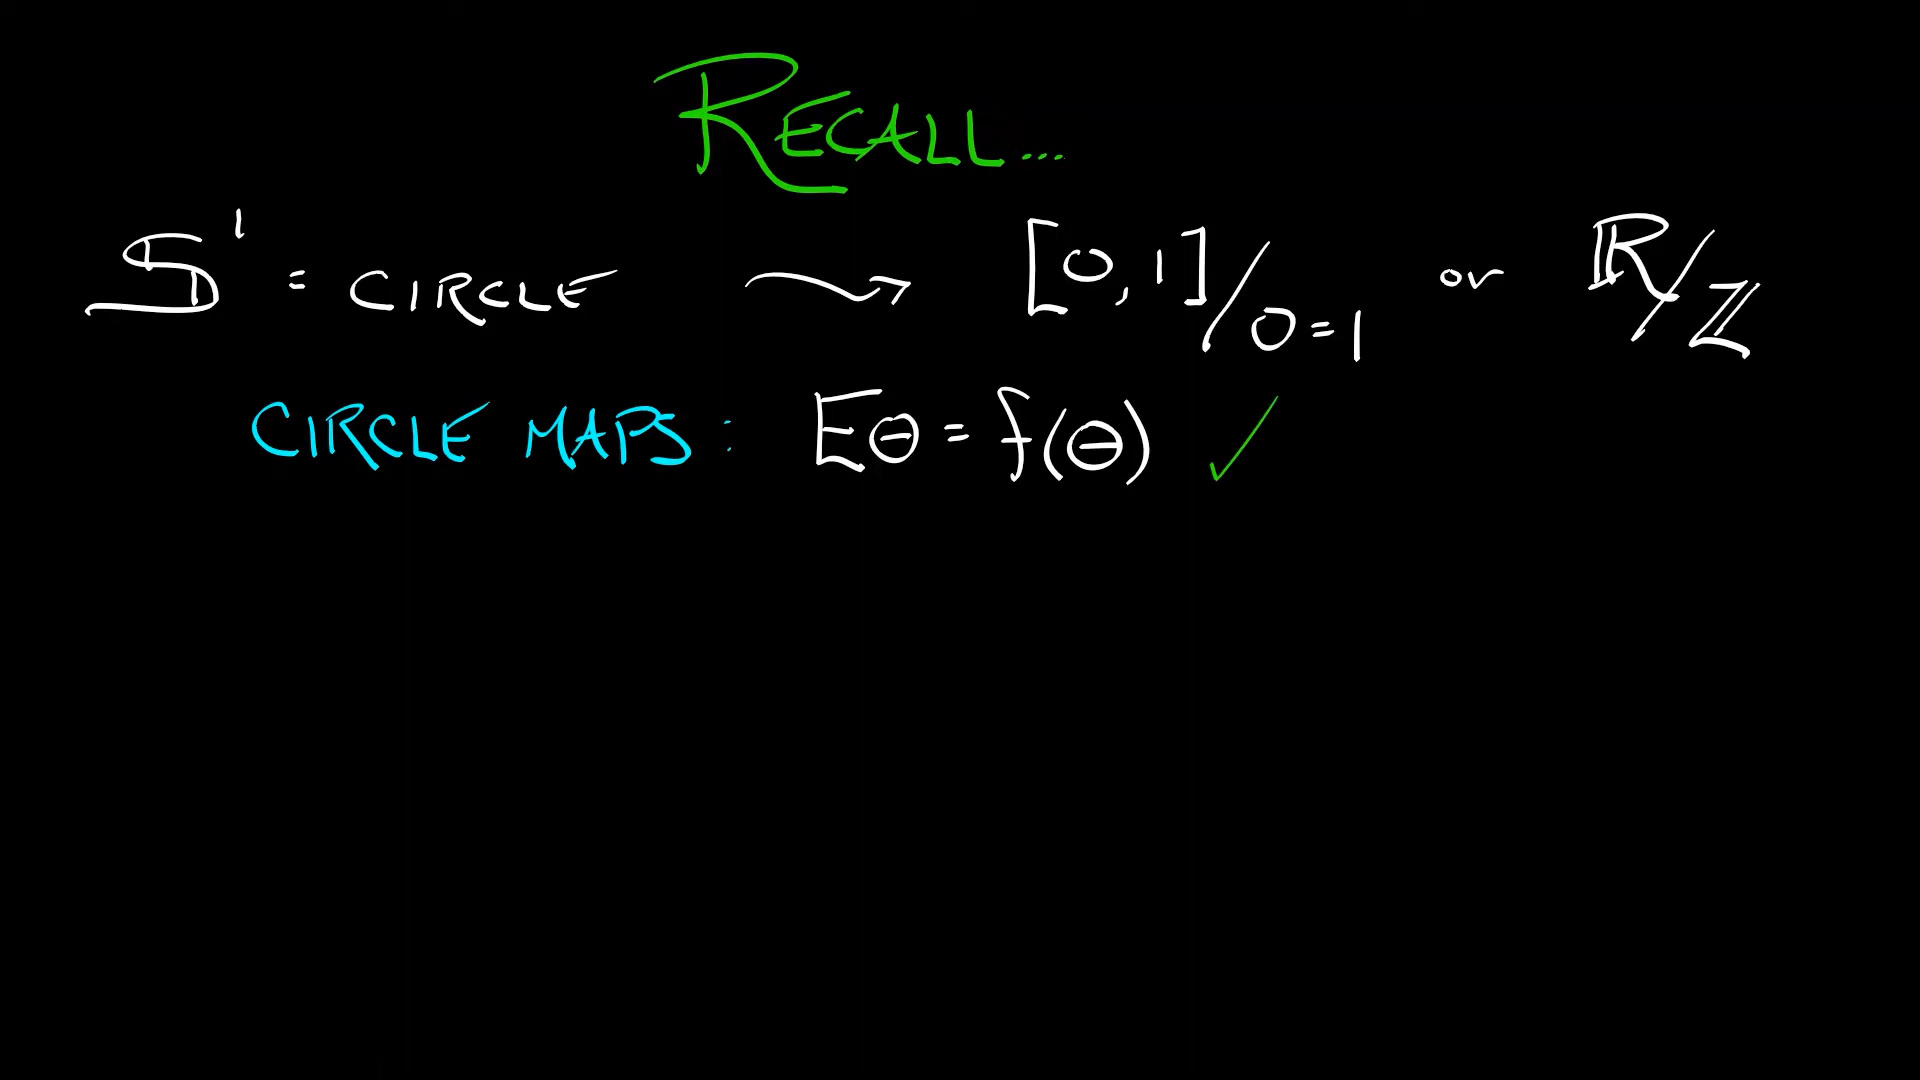 RECALL...
𝕊¹ = CIRCLE ⤳ [0,1]/0=1 or ℝ/ℤ
CIRCLE MAPS: Eθ = f(θ) ✓